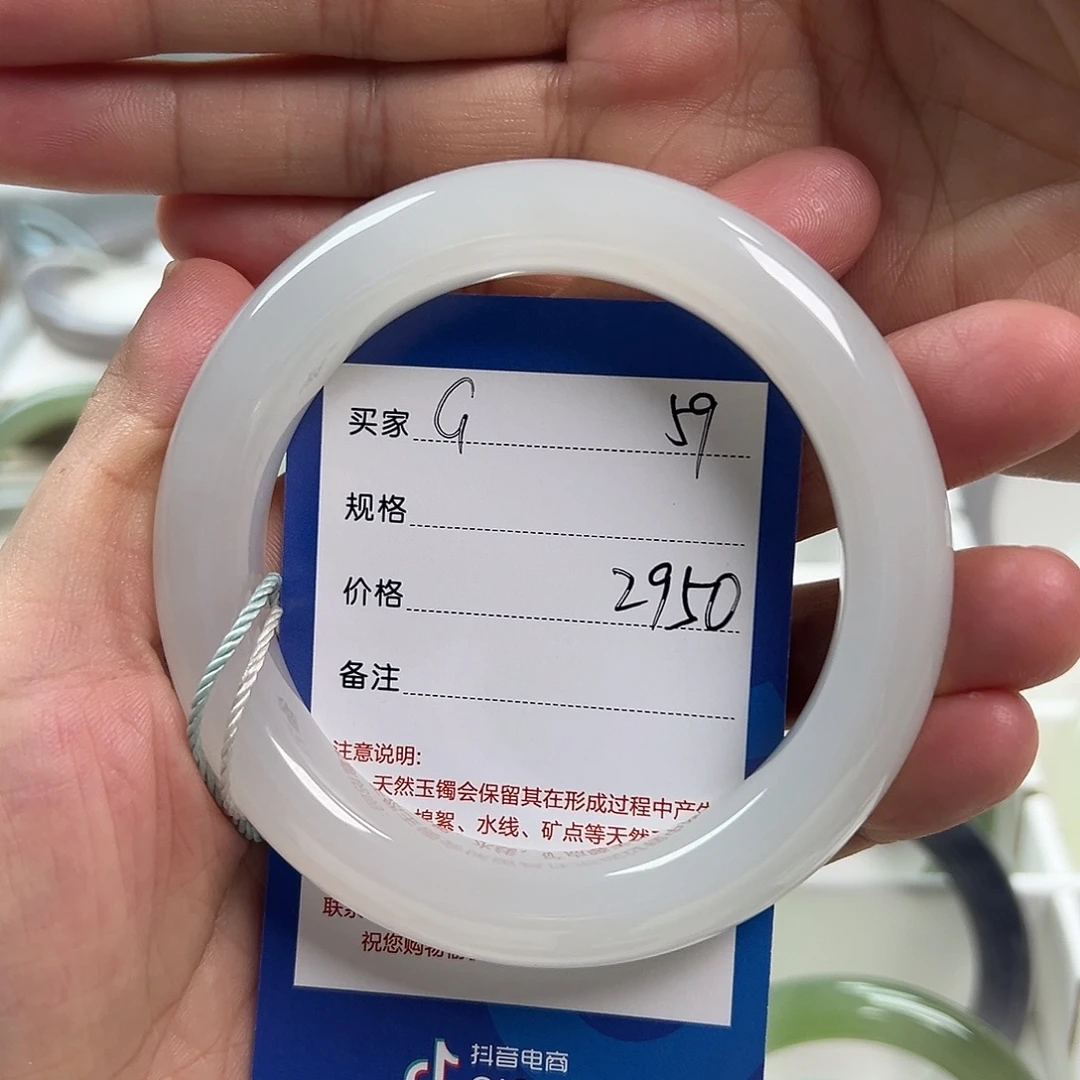 买家 G 59
规格
价格 2950
备注
注意说明:
天然玉镯会保留其在形成过程中产
棉絮、水线、矿点等天然
联系
祝您购物愉
抖音电商